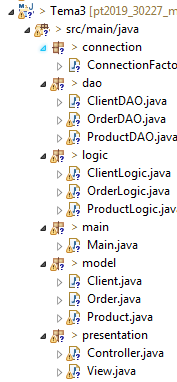 > Tema3 [pt2019_30227_m
> src/main/java
> connection
> ConnectionFacto
> dao
> ClientDAO.java
> OrderDAO.java
> ProductDAO.java
> logic
> ClientLogic.java
> OrderLogic.java
> ProductLogic.java
> main
> Main.java
> model
> Client.java
> Order.java
> Product.java
> presentation
> Controller.java
> View.java